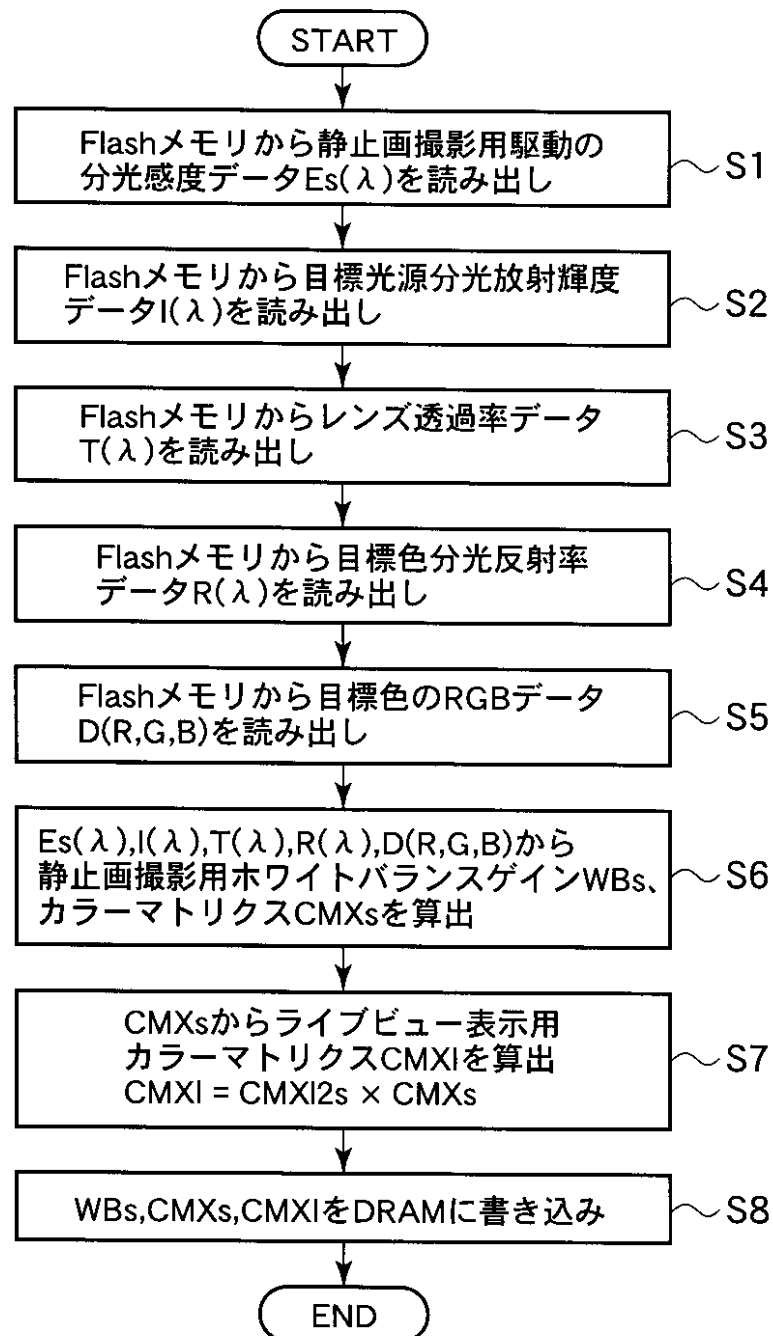 START
Flashメモリから静止画撮影用駆動の
分光感度データEs(λ)を読み出し
S1
Flashメモリから目標光源分光放射輝度
データI(λ)を読み出し
S2
Flashメモリからレンズ透過率データ
T(λ)を読み出し
S3
Flashメモリから目標色分光反射率
データR(λ)を読み出し
S4
Flashメモリから目標色のRGBデータ
D(R,G,B)を読み出し
S5
Es(λ),I(λ),T(λ),R(λ),D(R,G,B)から
静止画撮影用ホワイトバランスゲインWBs、
カラーマトリクスCMXsを算出
S6
CMXsからライブビュー表示用
カラーマトリクスCMXlを算出
CMXl = CMXl2s × CMXs
S7
WBs,CMXs,CMXlをDRAMに書き込み
S8
END